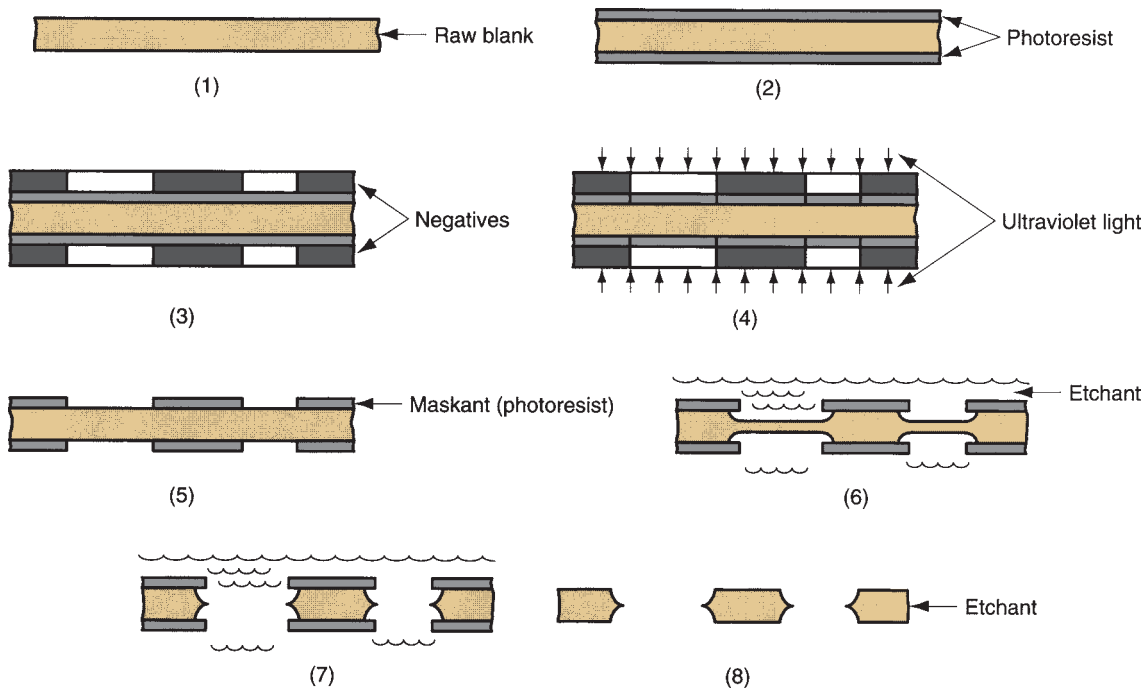 Raw blank
(1)
Photoresist
(2)
Negatives
(3)
Ultraviolet light
(4)
Maskant (photoresist)
(5)
Etchant
(6)
(7)
Etchant
(8)